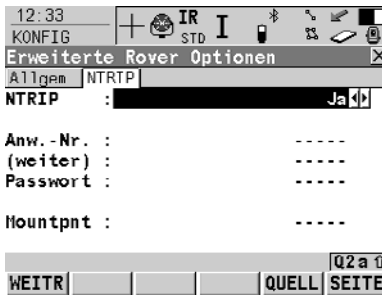 12:33
KONFIG
IR
STD
I
Erweiterte Rover Optionen X
Allgem NTRIP
NTRIP : Ja
Anw.-Nr. : -----
(weiter) : -----
Passwort : -----
Mountpnt : -----
Q2a⇧
WEITR QUELL SEITE